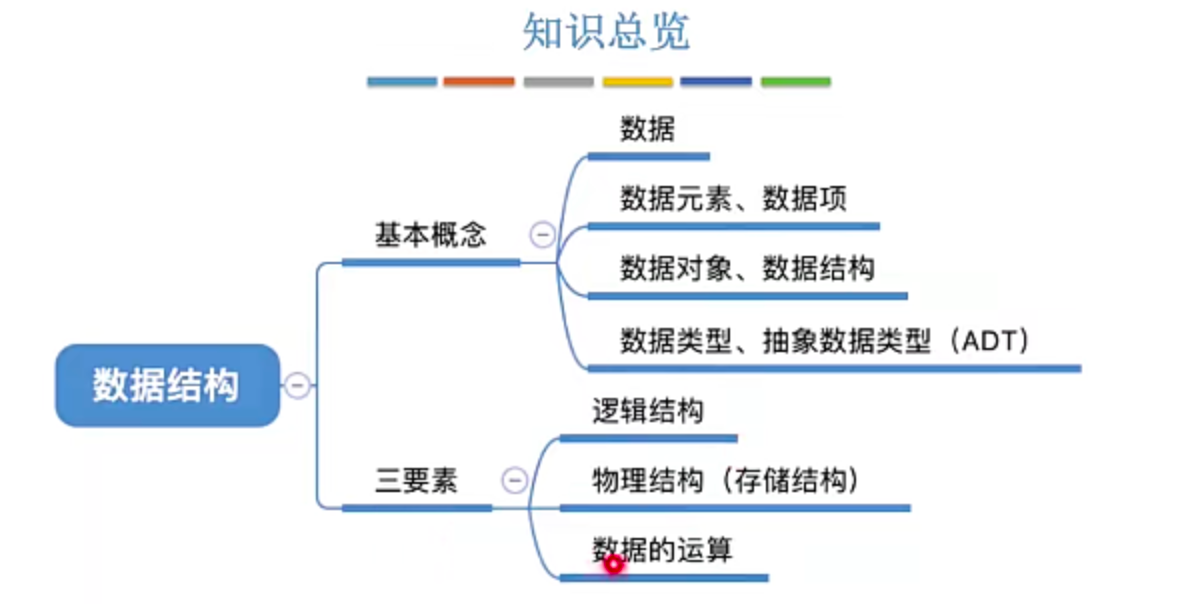 知识总览
数据
数据元素、数据项
基本概念
数据对象、数据结构
数据类型、抽象数据类型（ADT）
数据结构
逻辑结构
三要素
物理结构（存储结构）
数据的运算